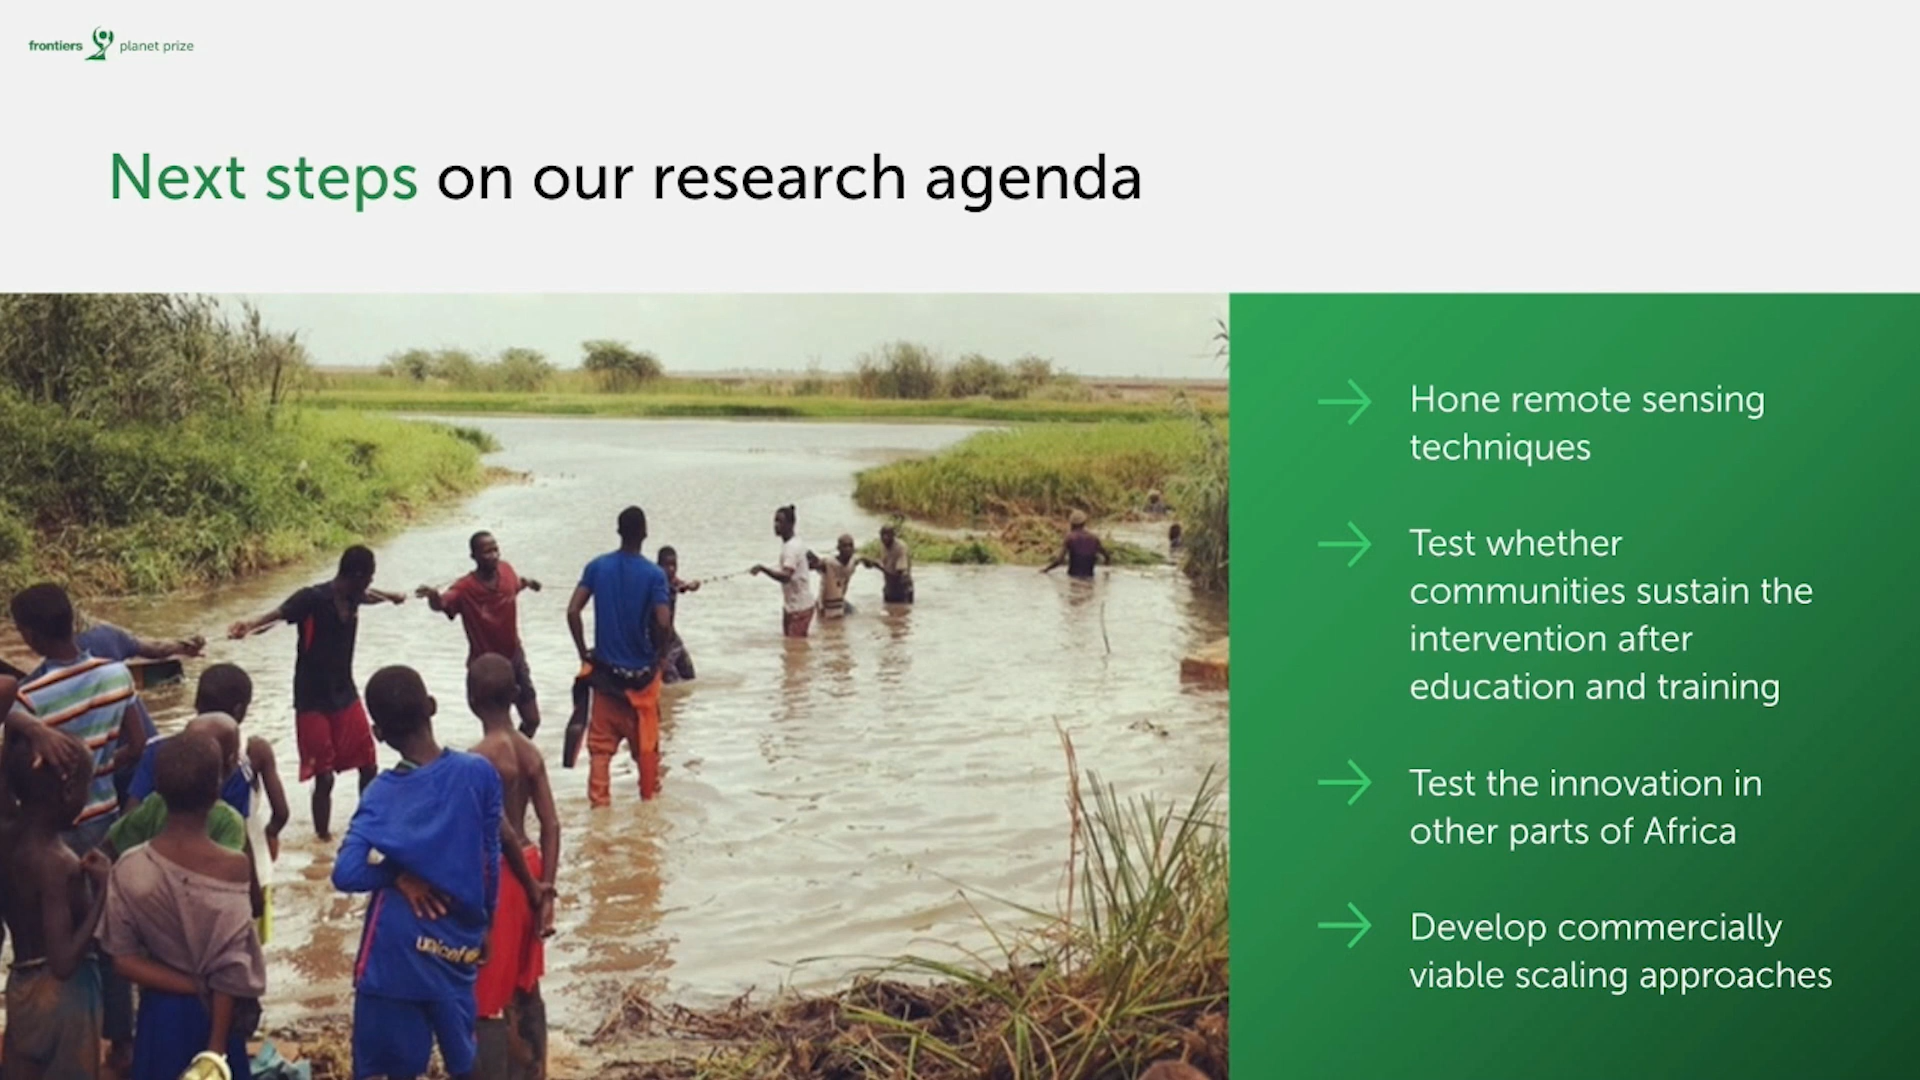 frontiers planet prize
Next steps on our research agenda
Hone remote sensing
techniques
Test whether
communities sustain the
intervention after
education and training
Test the innovation in
other parts of Africa
Develop commercially
viable scaling approaches
unicef